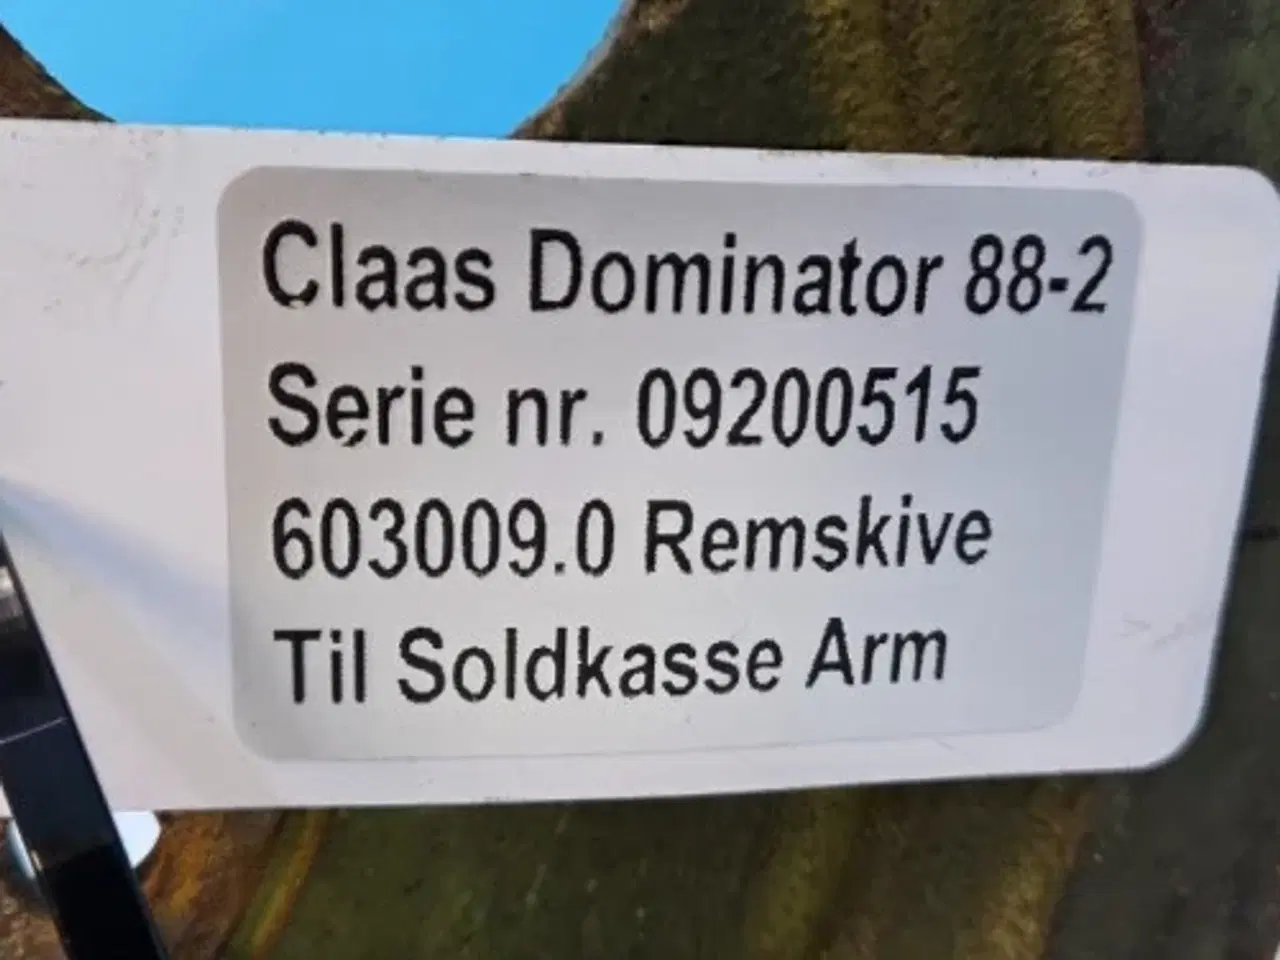 Claas Dominator 88-2
Serie nr. 09200515
603009.0 Remskive
Til Soldkasse Arm